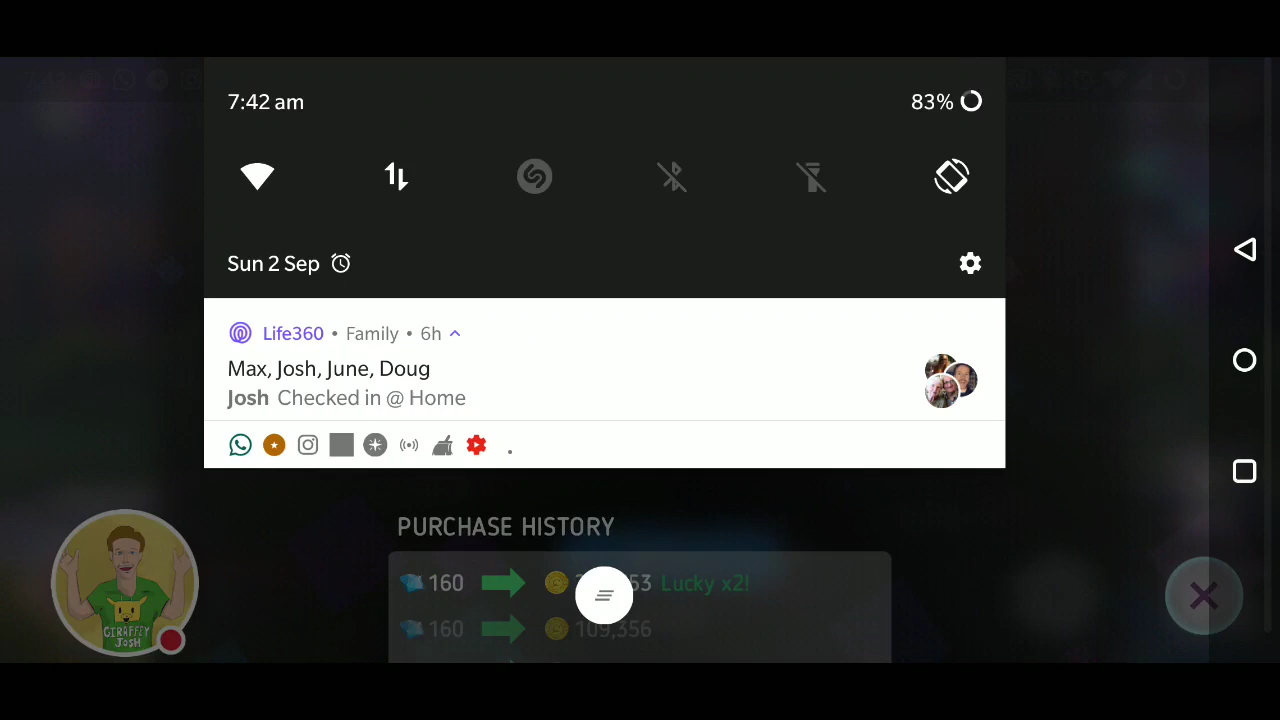 7:42 am
83%
Sun 2 Sep
Life360 • Family • 6h
Max, Josh, June, Doug
Josh Checked in @ Home
PURCHASE HISTORY
160
53 Lucky x2!
160
109,356
GIRAFFEY
JOSH